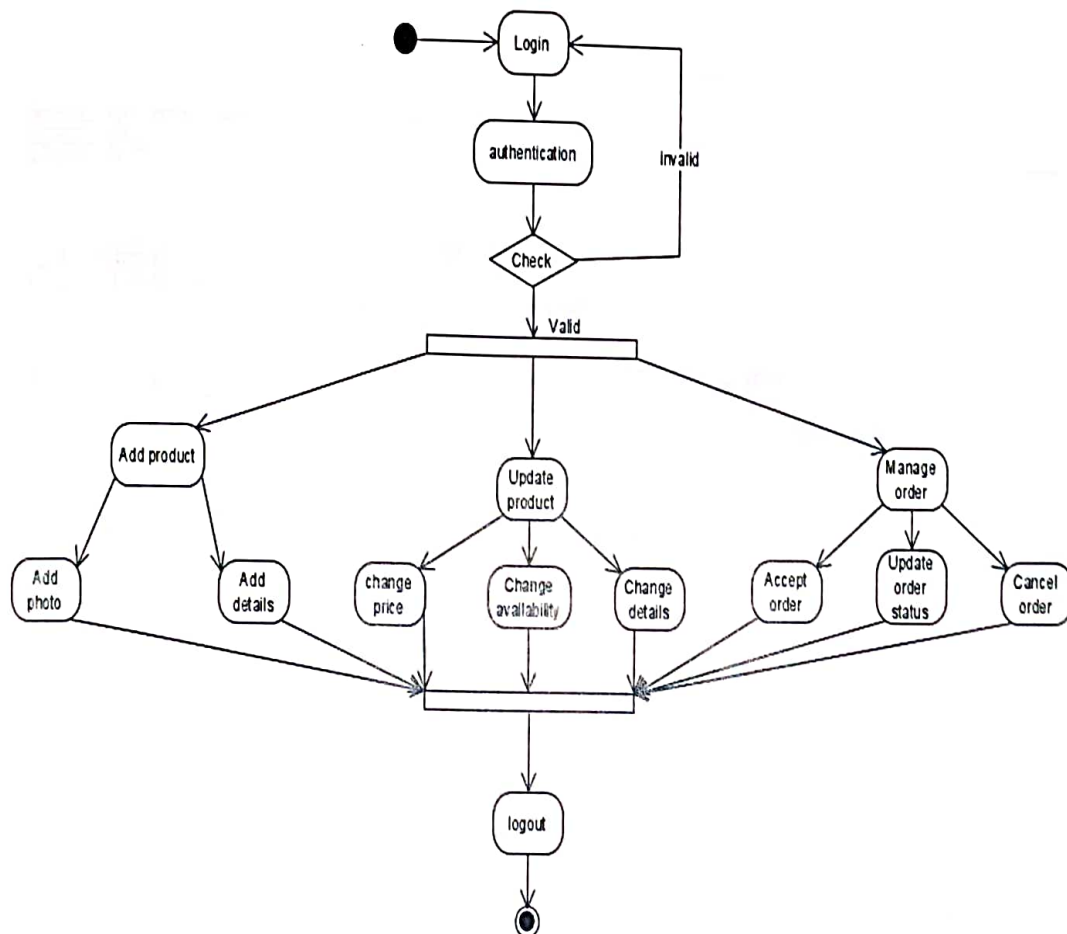 Login
authentication
Invalid
Check
Valid
Add product
Update
product
Manage
order
Add
photo
Add
details
change
price
Change
availability
Change
details
Accept
order
Update
order
status
Cancel
order
logout